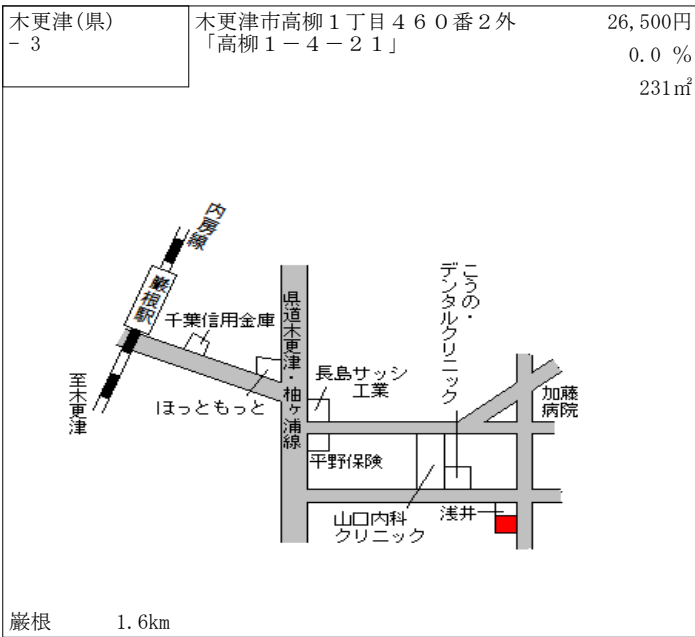 木更津(県)
- 3
木更津市高柳１丁目４６０番２外
「高柳１－４－２１」
26,500円
0.0 %
231㎡
内房線
巌根駅
千葉信用金庫
至木更津
ほっともっと
県道木更津・柚ヶ浦線
長島サッシ
工業
平野保険
こうの・
デンタルクリニック
加藤
病院
山口内科
クリニック
浅井
巌根
1.6km